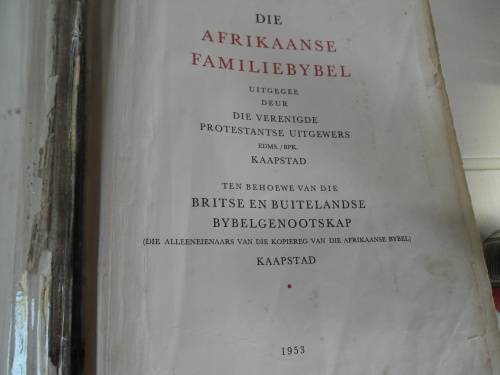 DIE
AFRIKAANSE
FAMILIEBYBEL
UITGEGEE
DEUR
DIE VERENIGDE
PROTESTANTSE UITGEWERS
EDMS./BPK.
KAAPSTAD
TEN BEHOEWE VAN DIE
BRITSE EN BUITELANDSE
BYBELGENOOTSKAP
(DIE ALLEENEIENAARS VAN DIE KOPIEREG VAN DIE AFRIKAANSE BYBEL)
KAAPSTAD
1953